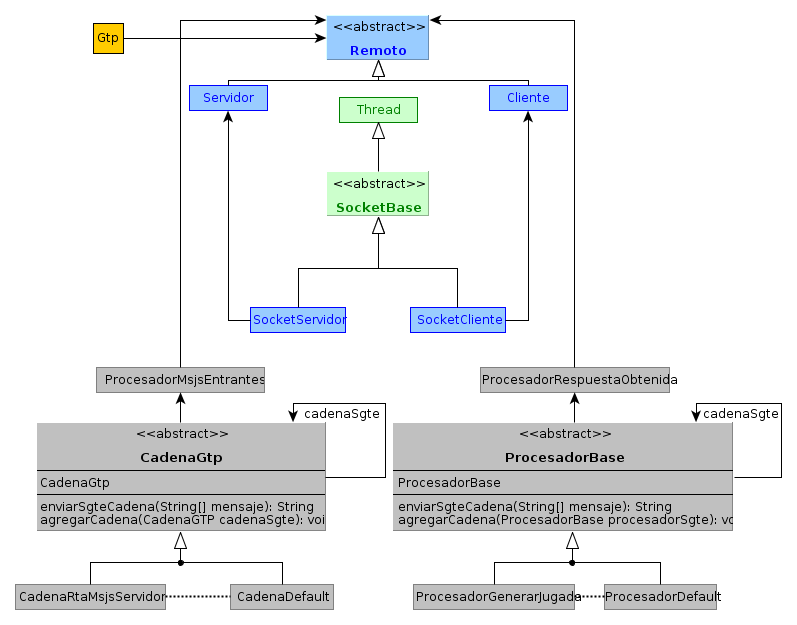 <<abstract>>
Gtp
Remoto
Servidor
Cliente
Thread
<<abstract>>
SocketBase
SocketServidor
SocketCliente
ProcesadorMsjsEntrantes
ProcesadorRespuestaObtenida
cadenaSgte
cadenaSgte
<<abstract>>
CadenaGtp
CadenaGtp
enviarSgteCadena(String[] mensaje): String
agregarCadena(CadenaGTP cadenaSgte): voi
<<abstract>>
ProcesadorBase
ProcesadorBase
enviarSgteCadena(String[] mensaje): String
agregarCadena(ProcesadorBase procesadorSgte): vo
CadenaRtaMsjsServidor
CadenaDefault
ProcesadorGenerarJugada
ProcesadorDefault